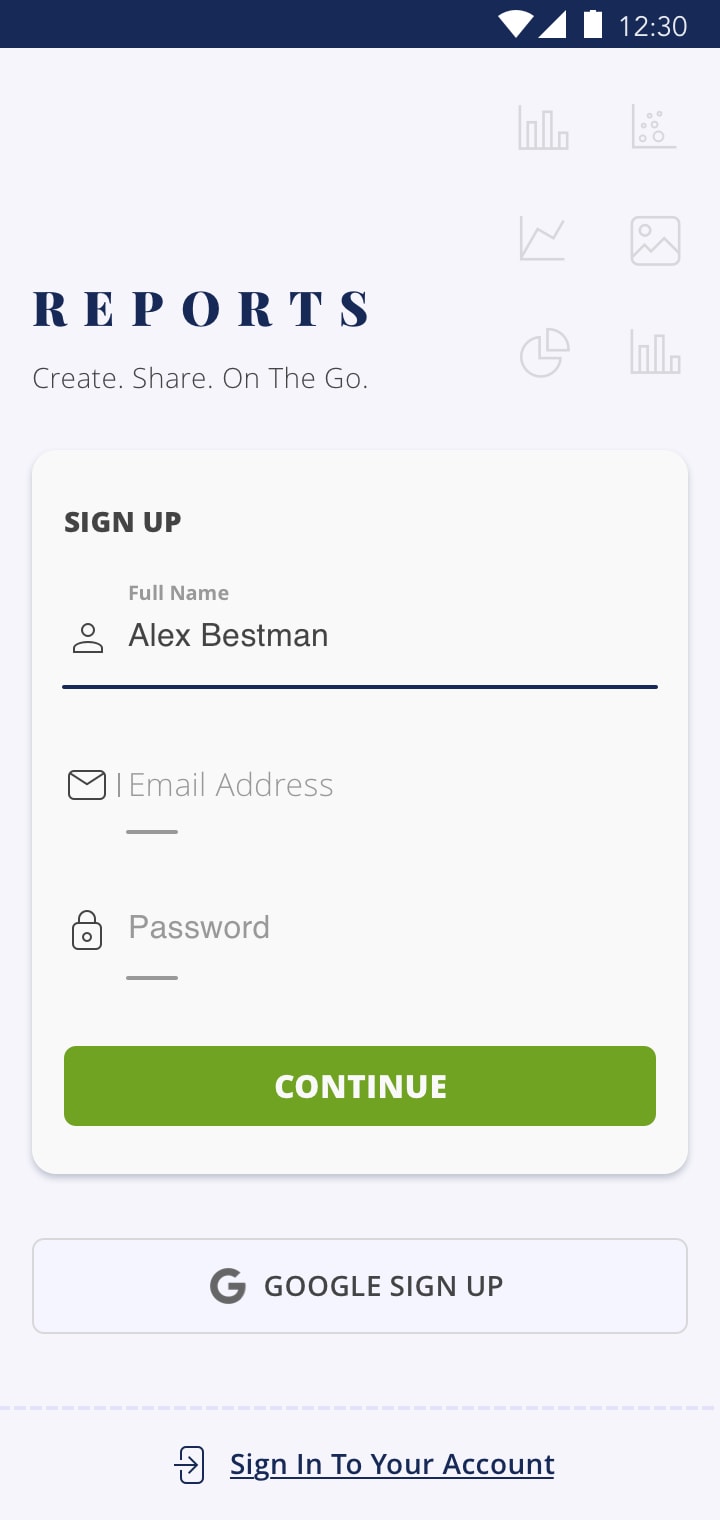 12:30
REPORTS
Create. Share. On The Go.
SIGN UP
Full Name
Alex Bestman
Email Address
Password
CONTINUE
GOOGLE SIGN UP
Sign In To Your Account